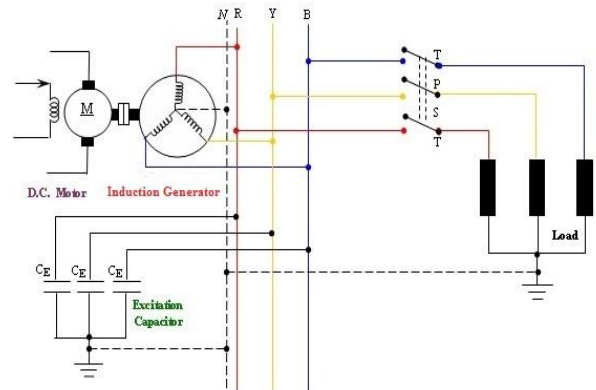 N R Y B
T
P
S
T
M
D.C. Motor
Induction Generator
Load
CE CE CE
Excitation
Capacitor